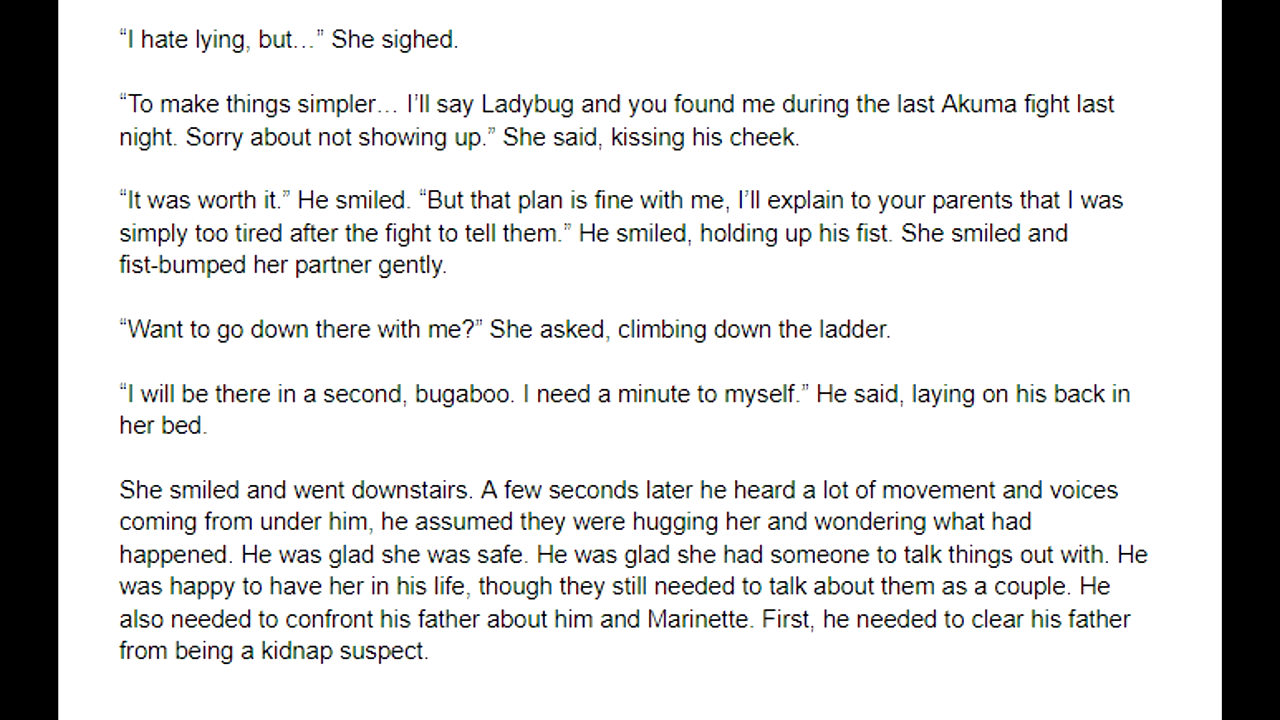 “I hate lying, but…” She sighed.
“To make things simpler… I’ll say Ladybug and you found me during the last Akuma fight last
night. Sorry about not showing up.” She said, kissing his cheek.
“It was worth it.” He smiled. “But that plan is fine with me, I’ll explain to your parents that I was
simply too tired after the fight to tell them.” He smiled, holding up his fist. She smiled and
fist-bumped her partner gently.
“Want to go down there with me?” She asked, climbing down the ladder.
“I will be there in a second, bugaboo. I need a minute to myself.” He said, laying on his back in
her bed.
She smiled and went downstairs. A few seconds later he heard a lot of movement and voices
coming from under him, he assumed they were hugging her and wondering what had
happened. He was glad she was safe. He was glad she had someone to talk things out with. He
was happy to have her in his life, though they still needed to talk about them as a couple. He
also needed to confront his father about him and Marinette. First, he needed to clear his father
from being a kidnap suspect.